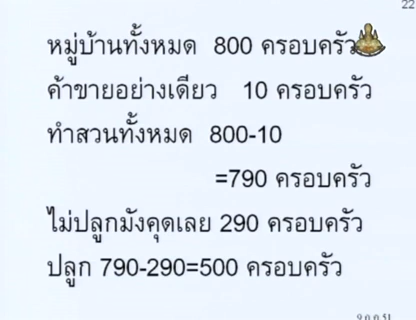 22
หมู่บ้านทั้งหมด 800 ครอบครัว
ค้าขายอย่างเดียว 10 ครอบครัว
ทำสวนทั้งหมด 800-10
=790 ครอบครัว
ไม่ปลูกมังคุดเลย 290 ครอบครัว
ปลูก 790-290=500 ครอบครัว